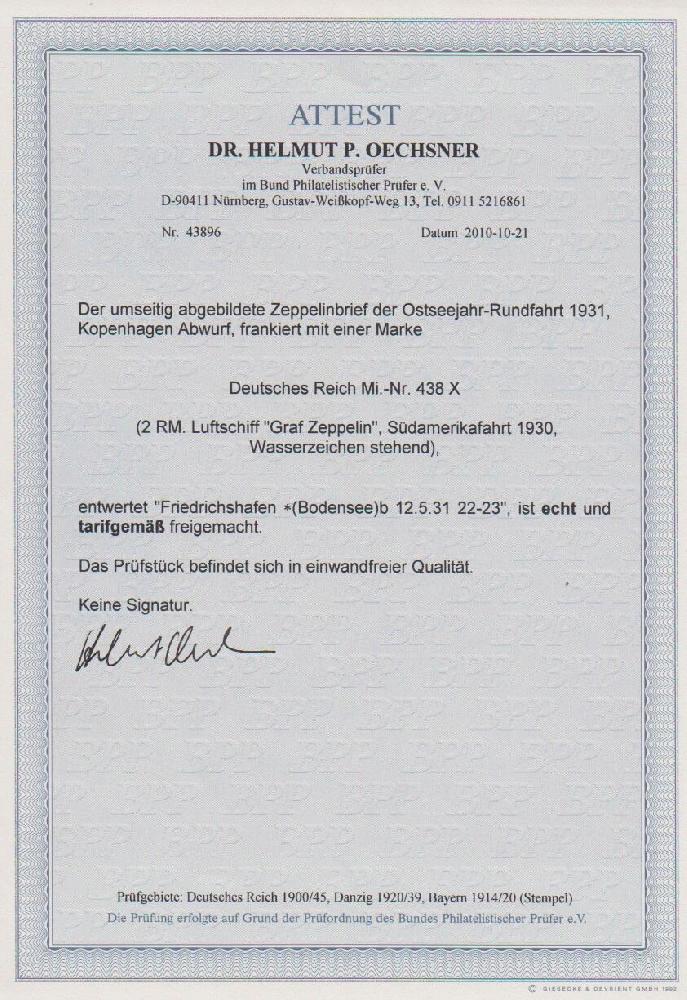 ATTEST
DR. HELMUT P. OECHSNER
Verbandsprüfer
im Bund Philatelistischer Prüfer e. V.
D-90411 Nürnberg, Gustav-Weißkopf-Weg 13, Tel. 0911 5216861
Nr. 43896 Datum 2010-10-21
Der umseitig abgebildete Zeppelinbrief der Ostseejahr-Rundfahrt 1931,
Kopenhagen Abwurf, frankiert mit einer Marke
Deutsches Reich Mi.-Nr. 438 X
(2 RM. Luftschiff "Graf Zeppelin", Südamerikafahrt 1930,
Wasserzeichen stehend),
entwertet "Friedrichshafen *(Bodensee)b 12.5.31 22-23", ist echt und
tarifgemäß freigemacht.
Das Prüfstück befindet sich in einwandfreier Qualität.
Keine Signatur.
Prüfgebiete: Deutsches Reich 1900/45, Danzig 1920/39, Bayern 1914/20 (Stempel)
Die Prüfung erfolgte auf Grund der Prüfordnung des Bundes Philatelistischer Prüfer e.V.
© GIESECKE & DEVRIENT GMBH 1992